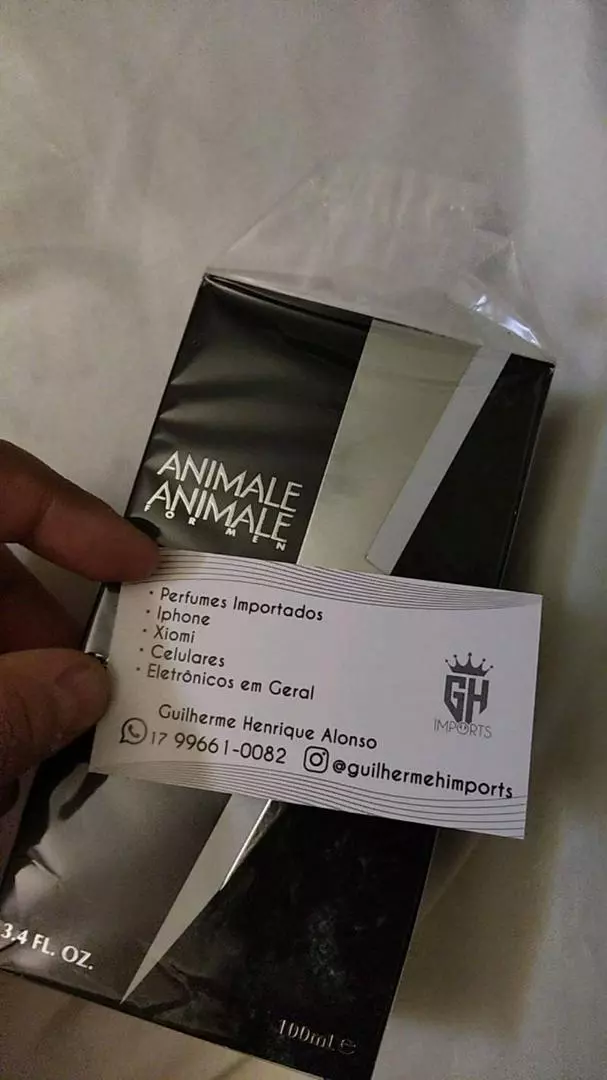 ANIMALE
ANIMALE
FOR MEN
• Perfumes Importados
• Iphone
• Xiomi
• Celulares
• Eletrônicos em Geral
GH
IMPORTS
Guilherme Henrique Alonso
17 99661-0082 @guilhermehimports
3.4 FL. OZ.
100ml e